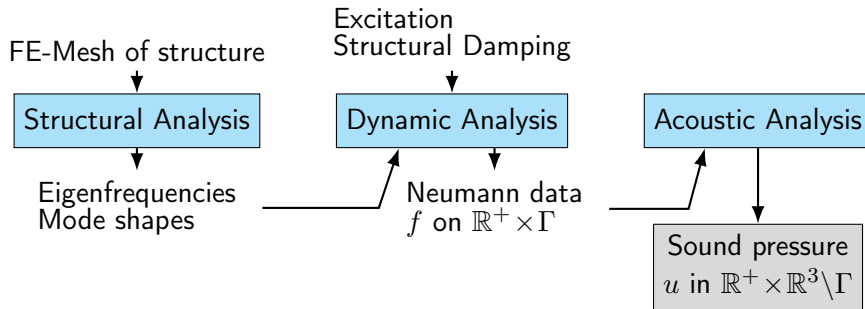 FE-Mesh of structure
Structural Analysis
Eigenfrequencies
Mode shapes
Excitation
Structural Damping
Dynamic Analysis
Neumann data
f on ℝ⁺×Γ
Acoustic Analysis
Sound pressure
u in ℝ⁺×ℝ³\Γ